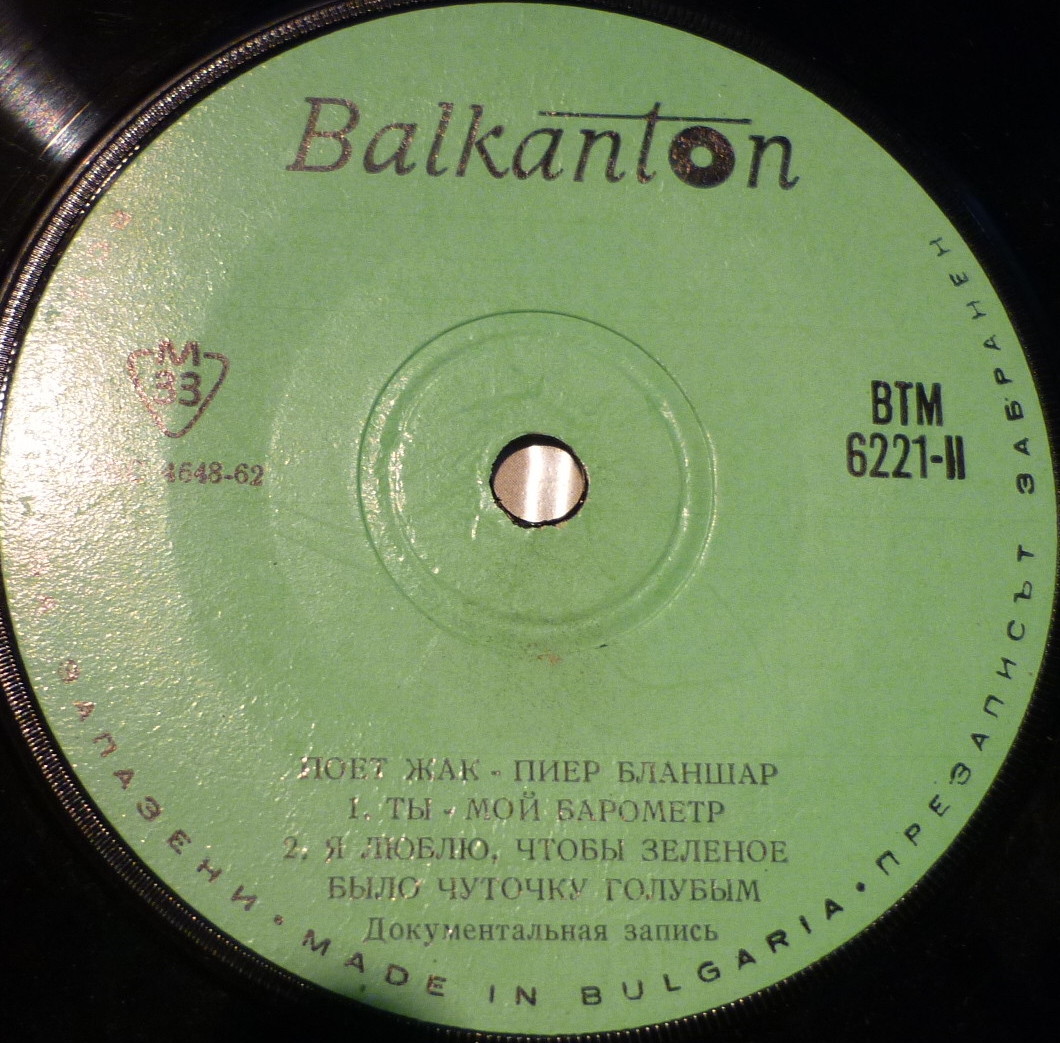 Balkanton
M
33
4648-62
ВТМ
6221-II
ПОЕТ ЖАК - ПИЕР БЛАНШАР
1. ТЫ - МОЙ БАРОМЕТР
2. Я ЛЮБЛЮ, ЧТОБЫ ЗЕЛЕНОЕ
БЫЛО ЧУТОЧКУ ГОЛУБЫМ
Документальная запись
ЗАПАЗЕНИ • MADE IN BULGARIA • ПРЕЗАПИСЪТ ЗАБРАНЕН